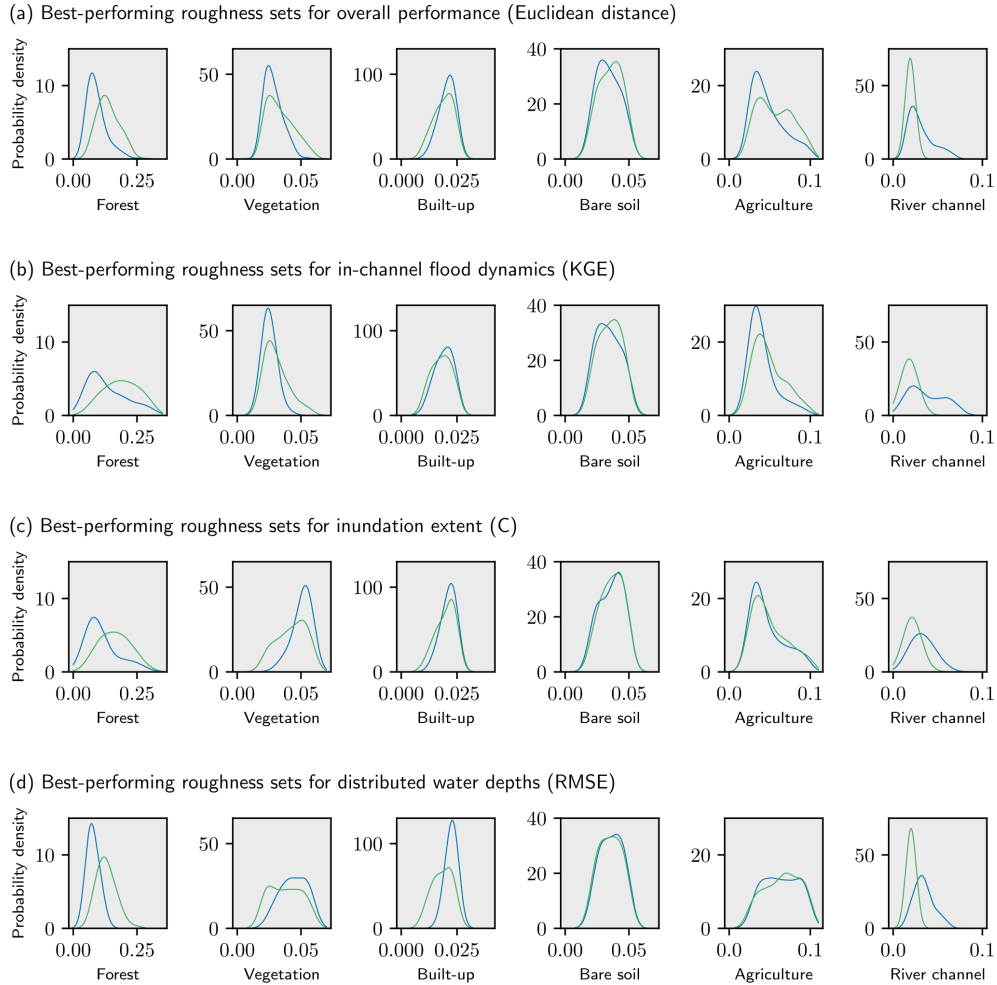 (a) Best-performing roughness sets for overall performance (Euclidean distance)
Probability density
10
0
0.00 0.25
Forest
50
0
0.00 0.05
Vegetation
100
0
0.000 0.025
Built-up
40
20
0
0.00 0.05
Bare soil
20
0
0.0 0.1
Agriculture
50
0
0.0 0.1
River channel
(b) Best-performing roughness sets for in-channel flood dynamics (KGE)
Probability density
10
0
0.00 0.25
Forest
50
0
0.00 0.05
Vegetation
100
0
0.000 0.025
Built-up
40
20
0
0.00 0.05
Bare soil
20
0
0.0 0.1
Agriculture
50
0
0.0 0.1
River channel
(c) Best-performing roughness sets for inundation extent (C)
Probability density
10
0
0.00 0.25
Forest
50
0
0.00 0.05
Vegetation
100
0
0.000 0.025
Built-up
40
20
0
0.00 0.05
Bare soil
20
0
0.0 0.1
Agriculture
50
0
0.0 0.1
River channel
(d) Best-performing roughness sets for distributed water depths (RMSE)
Probability density
10
0
0.00 0.25
Forest
50
0
0.00 0.05
Vegetation
100
0
0.000 0.025
Built-up
40
20
0
0.00 0.05
Bare soil
20
0
0.0 0.1
Agriculture
50
0
0.0 0.1
River channel